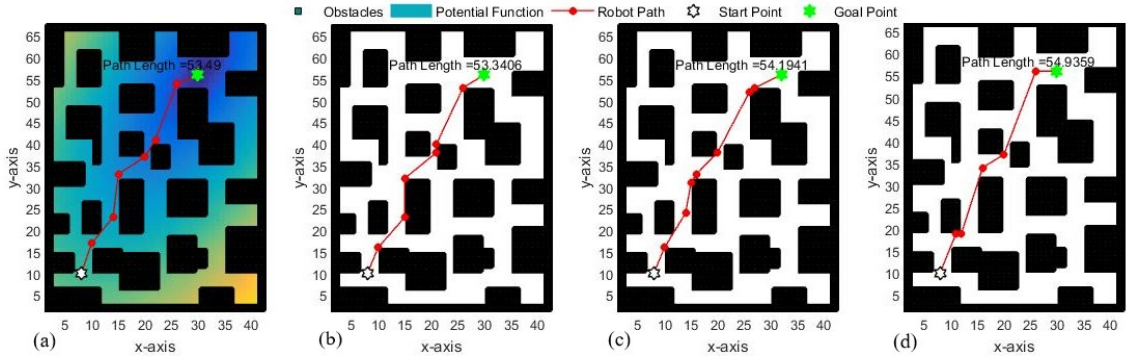 Obstacles Potential Function Robot Path Start Point Goal Point
65
60
55
50
45
40
35
30
25
20
15
10
5
y-axis
Path Length =53.49
5 10 15 20 25 30 35 40
x-axis
(a)
65
60
55
50
45
40
35
30
25
20
15
10
5
y-axis
Path Length =53.3406
5 10 15 20 25 30 35 40
x-axis
(b)
65
60
55
50
45
40
35
30
25
20
15
10
5
y-axis
Path Length =54.1941
5 10 15 20 25 30 35 40
x-axis
(c)
65
60
55
50
45
40
35
30
25
20
15
10
5
y-axis
Path Length =54.9359
5 10 15 20 25 30 35 40
x-axis
(d)